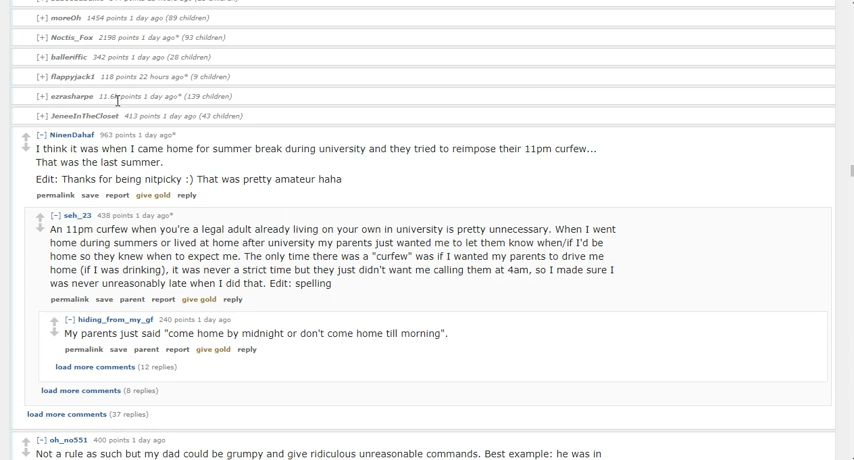 [+] moreOh 1454 points 1 day ago (89 children)
[+] Noctis_Fox 2198 points 1 day ago* (93 children)
[+] balleriffic 342 points 1 day ago (28 children)
[+] flappyjack1 118 points 22 hours ago* (9 children)
[+] ezrasharpe 11.6k points 1 day ago* (139 children)
[+] JeneeInTheCloset 413 points 1 day ago (43 children)
[–] NinenDahaf 963 points 1 day ago*
I think it was when I came home for summer break during university and they tried to reimpose their 11pm curfew...
That was the last summer.
Edit: Thanks for being nitpicky :) That was pretty amateur haha
permalink save report give gold reply
[–] seh_23 438 points 1 day ago*
An 11pm curfew when you're a legal adult already living on your own in university is pretty unnecessary. When I went
home during summers or lived at home after university my parents just wanted me to let them know when/if I'd be
home so they knew when to expect me. The only time there was a "curfew" was if I wanted my parents to drive me
home (if I was drinking), it was never a strict time but they just didn't want me calling them at 4am, so I made sure I
was never unreasonably late when I did that. Edit: spelling
permalink save parent report give gold reply
[–] hiding_from_my_gf 240 points 1 day ago
My parents just said "come home by midnight or don't come home till morning".
permalink save parent report give gold reply
load more comments (12 replies)
load more comments (8 replies)
load more comments (37 replies)
[–] oh_no551 400 points 1 day ago
Not a rule as such but my dad could be grumpy and give ridiculous unreasonable commands. Best example: he was in